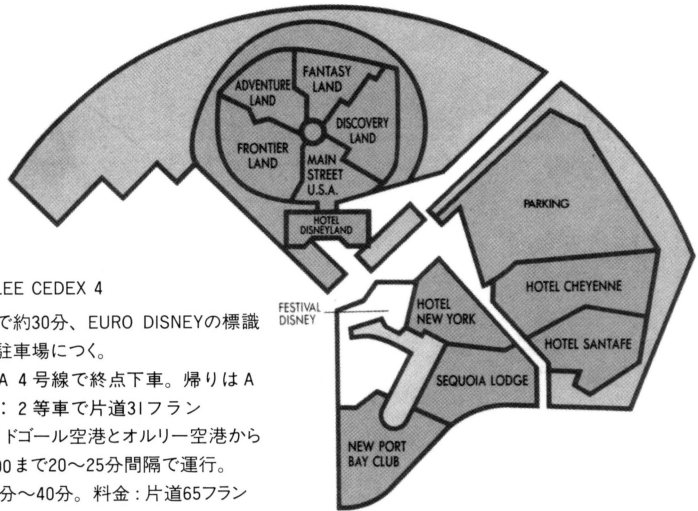 ADVENTURE
LAND
FANTASY
LAND
DISCOVERY
LAND
FRONTIER
LAND
MAIN
STREET
U.S.A.
HOTEL
DISNEYLAND
PARKING
HOTEL CHEYENNE
HOTEL SANTAFE
FESTIVAL
DISNEY
HOTEL
NEW YORK
SEQUOIA LODGE
NEW PORT
BAY CLUB
LEE CEDEX 4
で約30分、EURO DISNEYの標識
駐車場につく。
A 4号線で終点下車。帰りは A
:2等車で片道31フラン
ドゴール空港とオルリー空港から
00まで20〜25分間隔で運行。
分〜40分。料金:片道65フラン